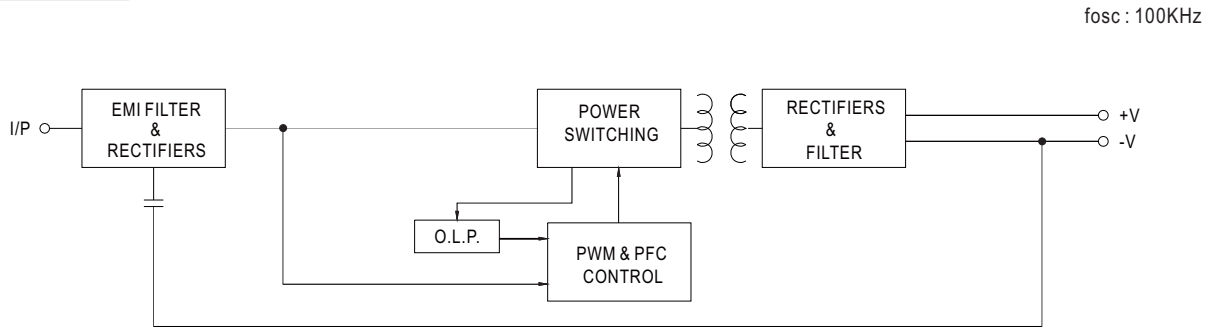 fosc : 100KHz
I/P
EMI FILTER
&
RECTIFIERS
POWER
SWITCHING
RECTIFIERS
&
FILTER
+V
-V
O.L.P.
PWM & PFC
CONTROL